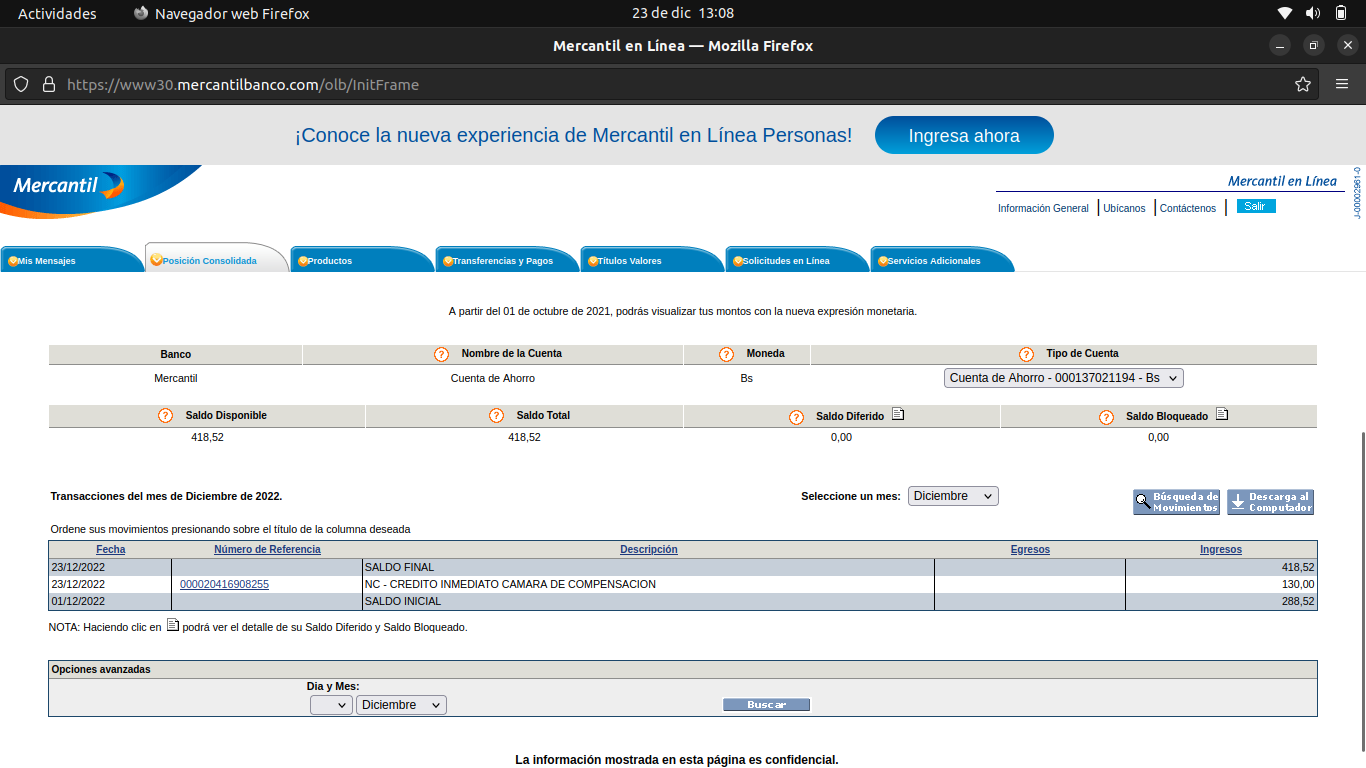 Actividades Navegador web Firefox 23 de dic 13:08
Mercantil en Línea — Mozilla Firefox
https://www30.mercantilbanco.com/olb/InitFrame
¡Conoce la nueva experiencia de Mercantil en Línea Personas! Ingresa ahora
Mercantil
Mercantil en Línea
J-00002961-0
Información General Ubícanos Contáctenos Salir
Mis Mensajes Posición Consolidada Productos Transferencias y Pagos Títulos Valores Solicitudes en Línea Servicios Adicionales
A partir del 01 de octubre de 2021, podrás visualizar tus montos con la nueva expresión monetaria.
Banco ? Nombre de la Cuenta ? Moneda ? Tipo de Cuenta
Mercantil Cuenta de Ahorro Bs Cuenta de Ahorro - 000137021194 - Bs
? Saldo Disponible ? Saldo Total ? Saldo Diferido ? Saldo Bloqueado
418,52 418,52 0,00 0,00
Transacciones del mes de Diciembre de 2022. Seleccione un mes: Diciembre Búsqueda de Movimientos Descarga al Computador
Ordene sus movimientos presionando sobre el título de la columna deseada
Fecha Número de Referencia Descripción Egresos Ingresos
23/12/2022 SALDO FINAL 418,52
23/12/2022 000020416908255 NC - CREDITO INMEDIATO CAMARA DE COMPENSACION 130,00
01/12/2022 SALDO INICIAL 288,52
NOTA: Haciendo clic en podrá ver el detalle de su Saldo Diferido y Saldo Bloqueado.
Opciones avanzadas
Dia y Mes:
Diciembre Buscar
La información mostrada en esta página es confidencial.